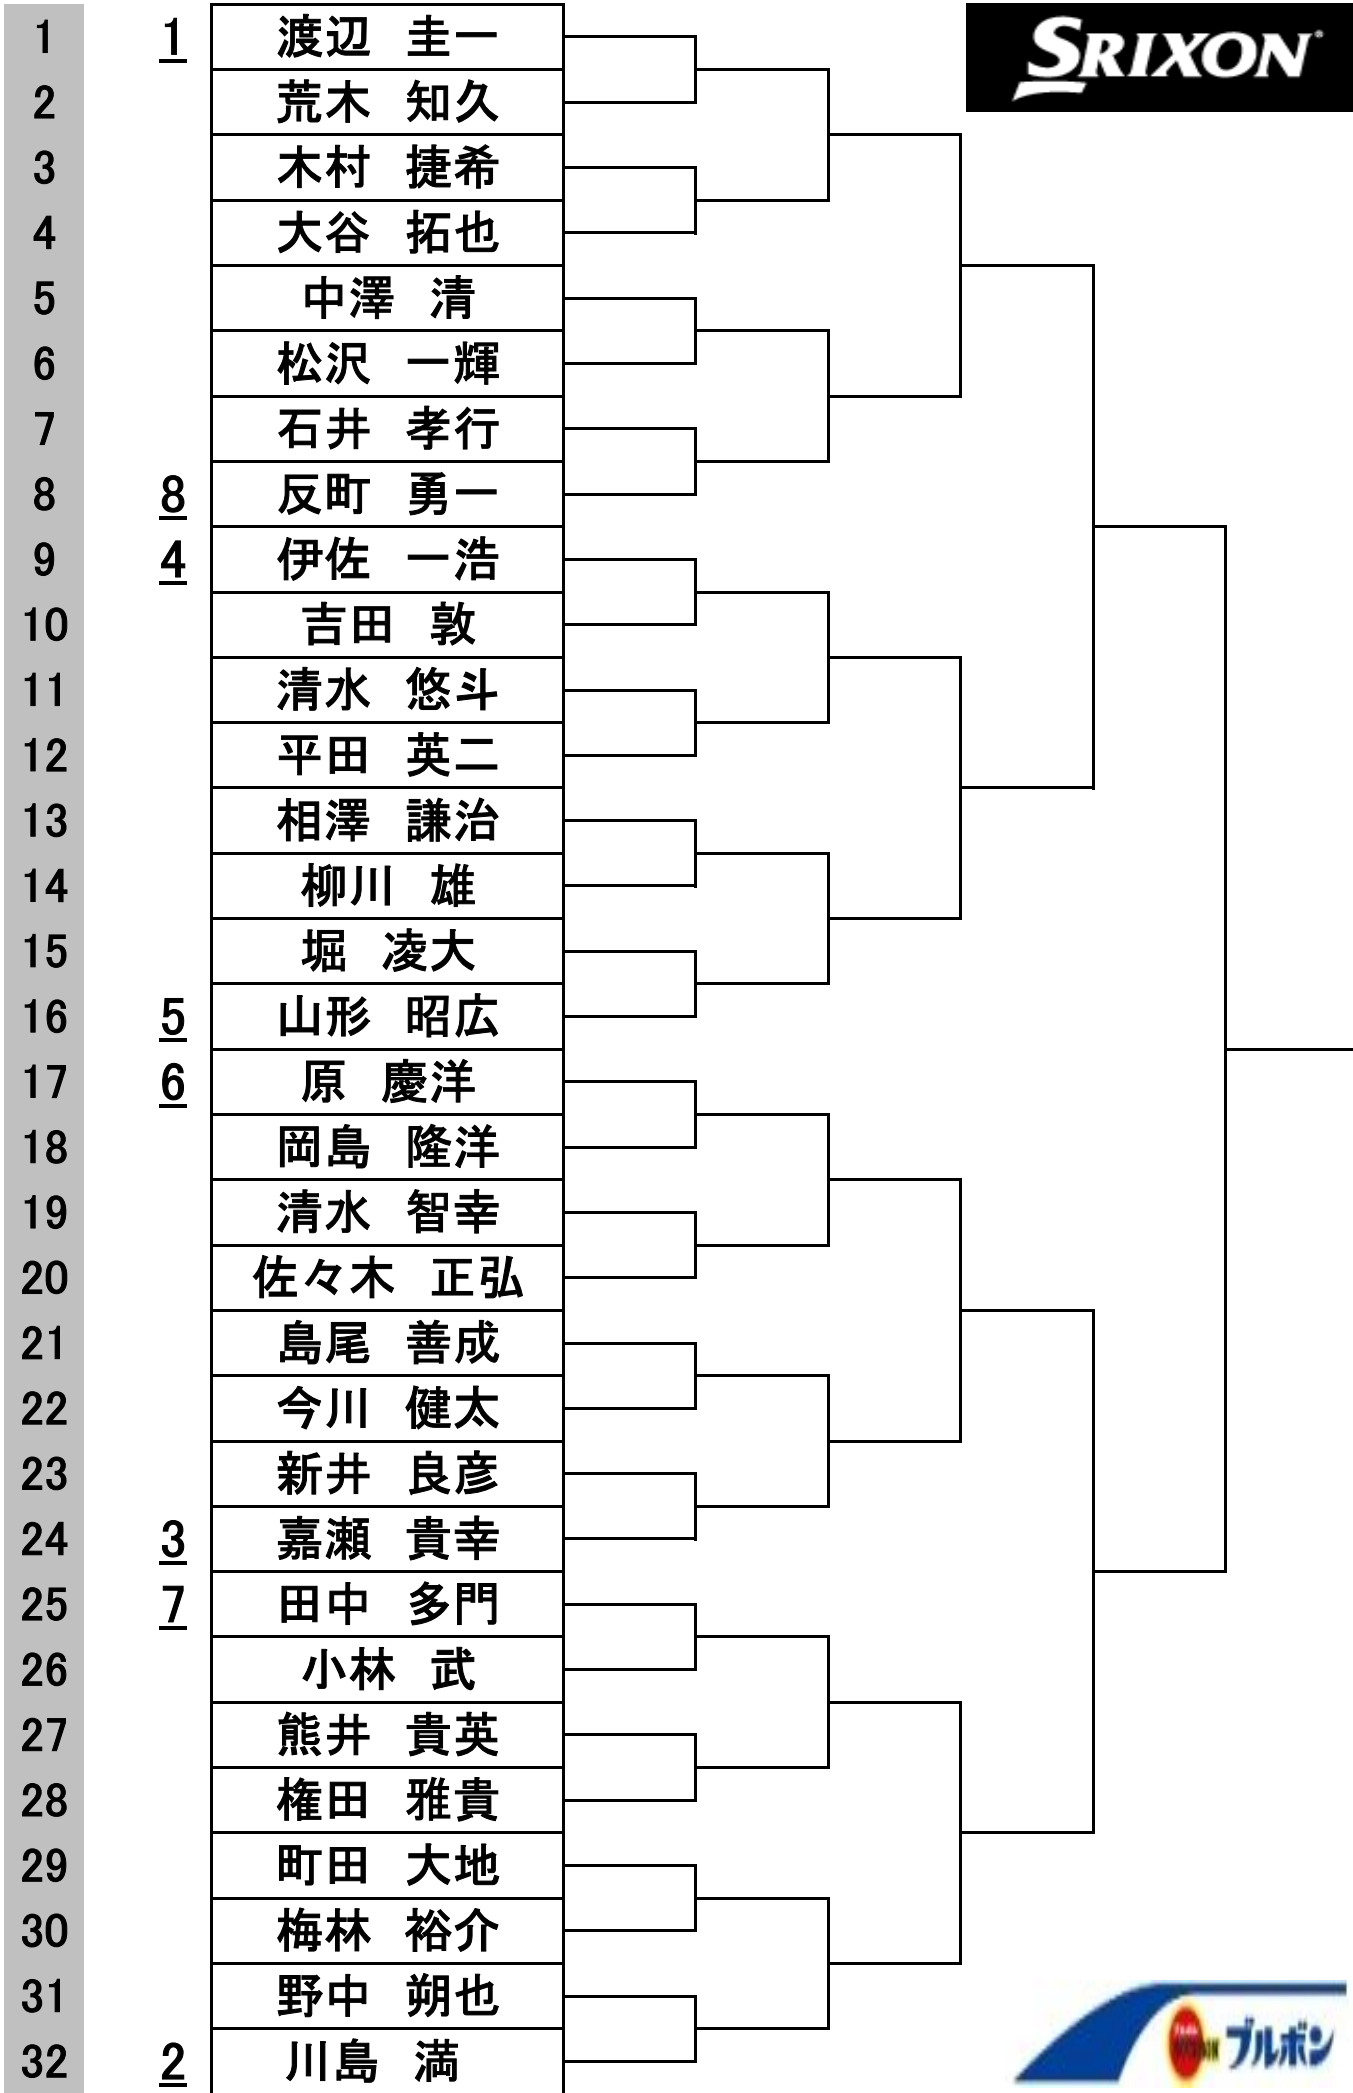 SRIXON
1 1 渡辺 圭一
2 荒木 知久
3 木村 捷希
4 大谷 拓也
5 中澤 清
6 松沢 一輝
7 石井 孝行
8 8 反町 勇一
9 4 伊佐 一浩
10 吉田 敦
11 清水 悠斗
12 平田 英二
13 相澤 謙治
14 柳川 雄
15 堀 凌大
16 5 山形 昭広
17 6 原 慶洋
18 岡島 隆洋
19 清水 智幸
20 佐々木 正弘
21 島尾 善成
22 今川 健太
23 新井 良彦
24 3 嘉瀬 貴幸
25 7 田中 多門
26 小林 武
27 熊井 貴英
28 権田 雅貴
29 町田 大地
30 梅林 裕介
31 野中 朔也
32 2 川島 満
ブルボン